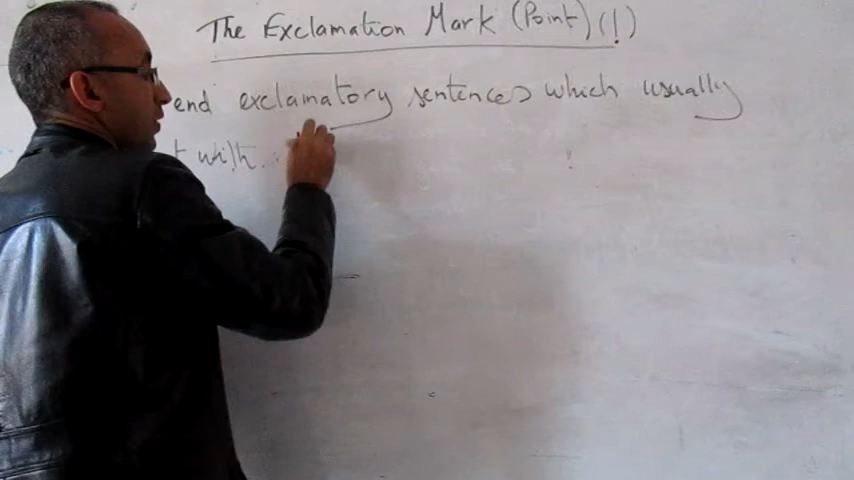 The Exclamation Mark (Point) (!)
end exclamatory sentences which usually
t with